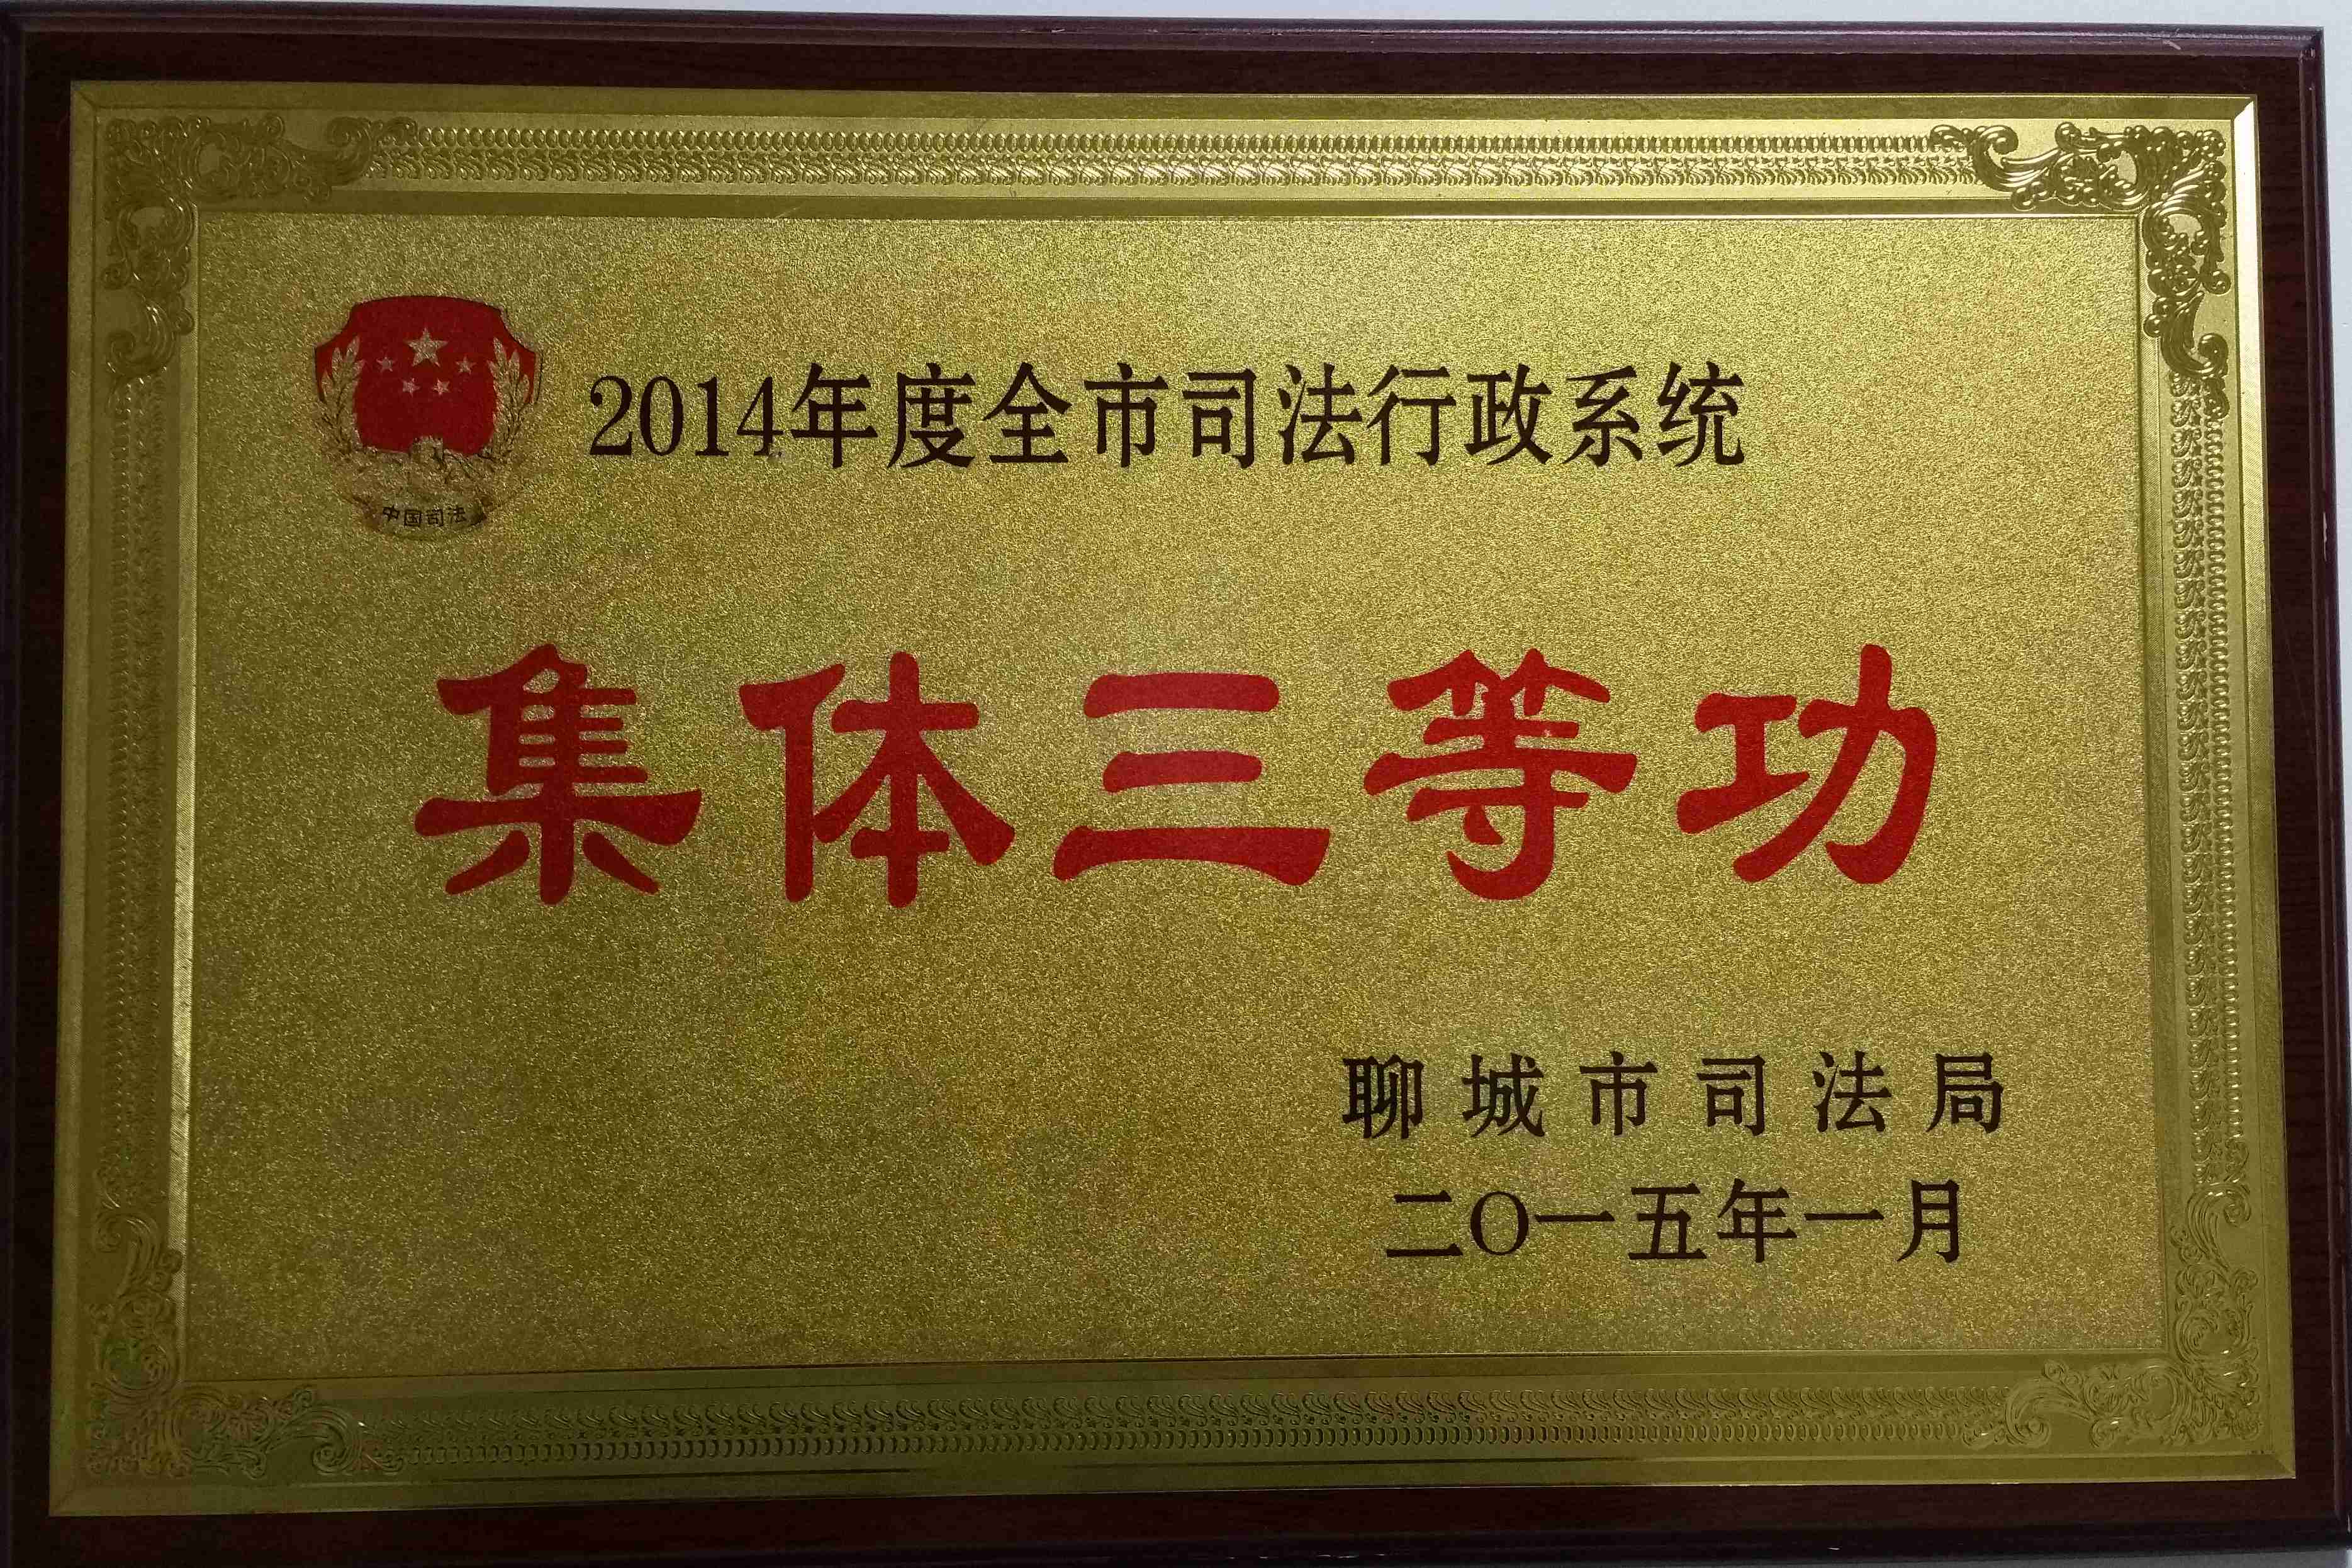 中国司法
2014年度全市司法行政系统
集体三等功
聊城市司法局
二〇一五年一月